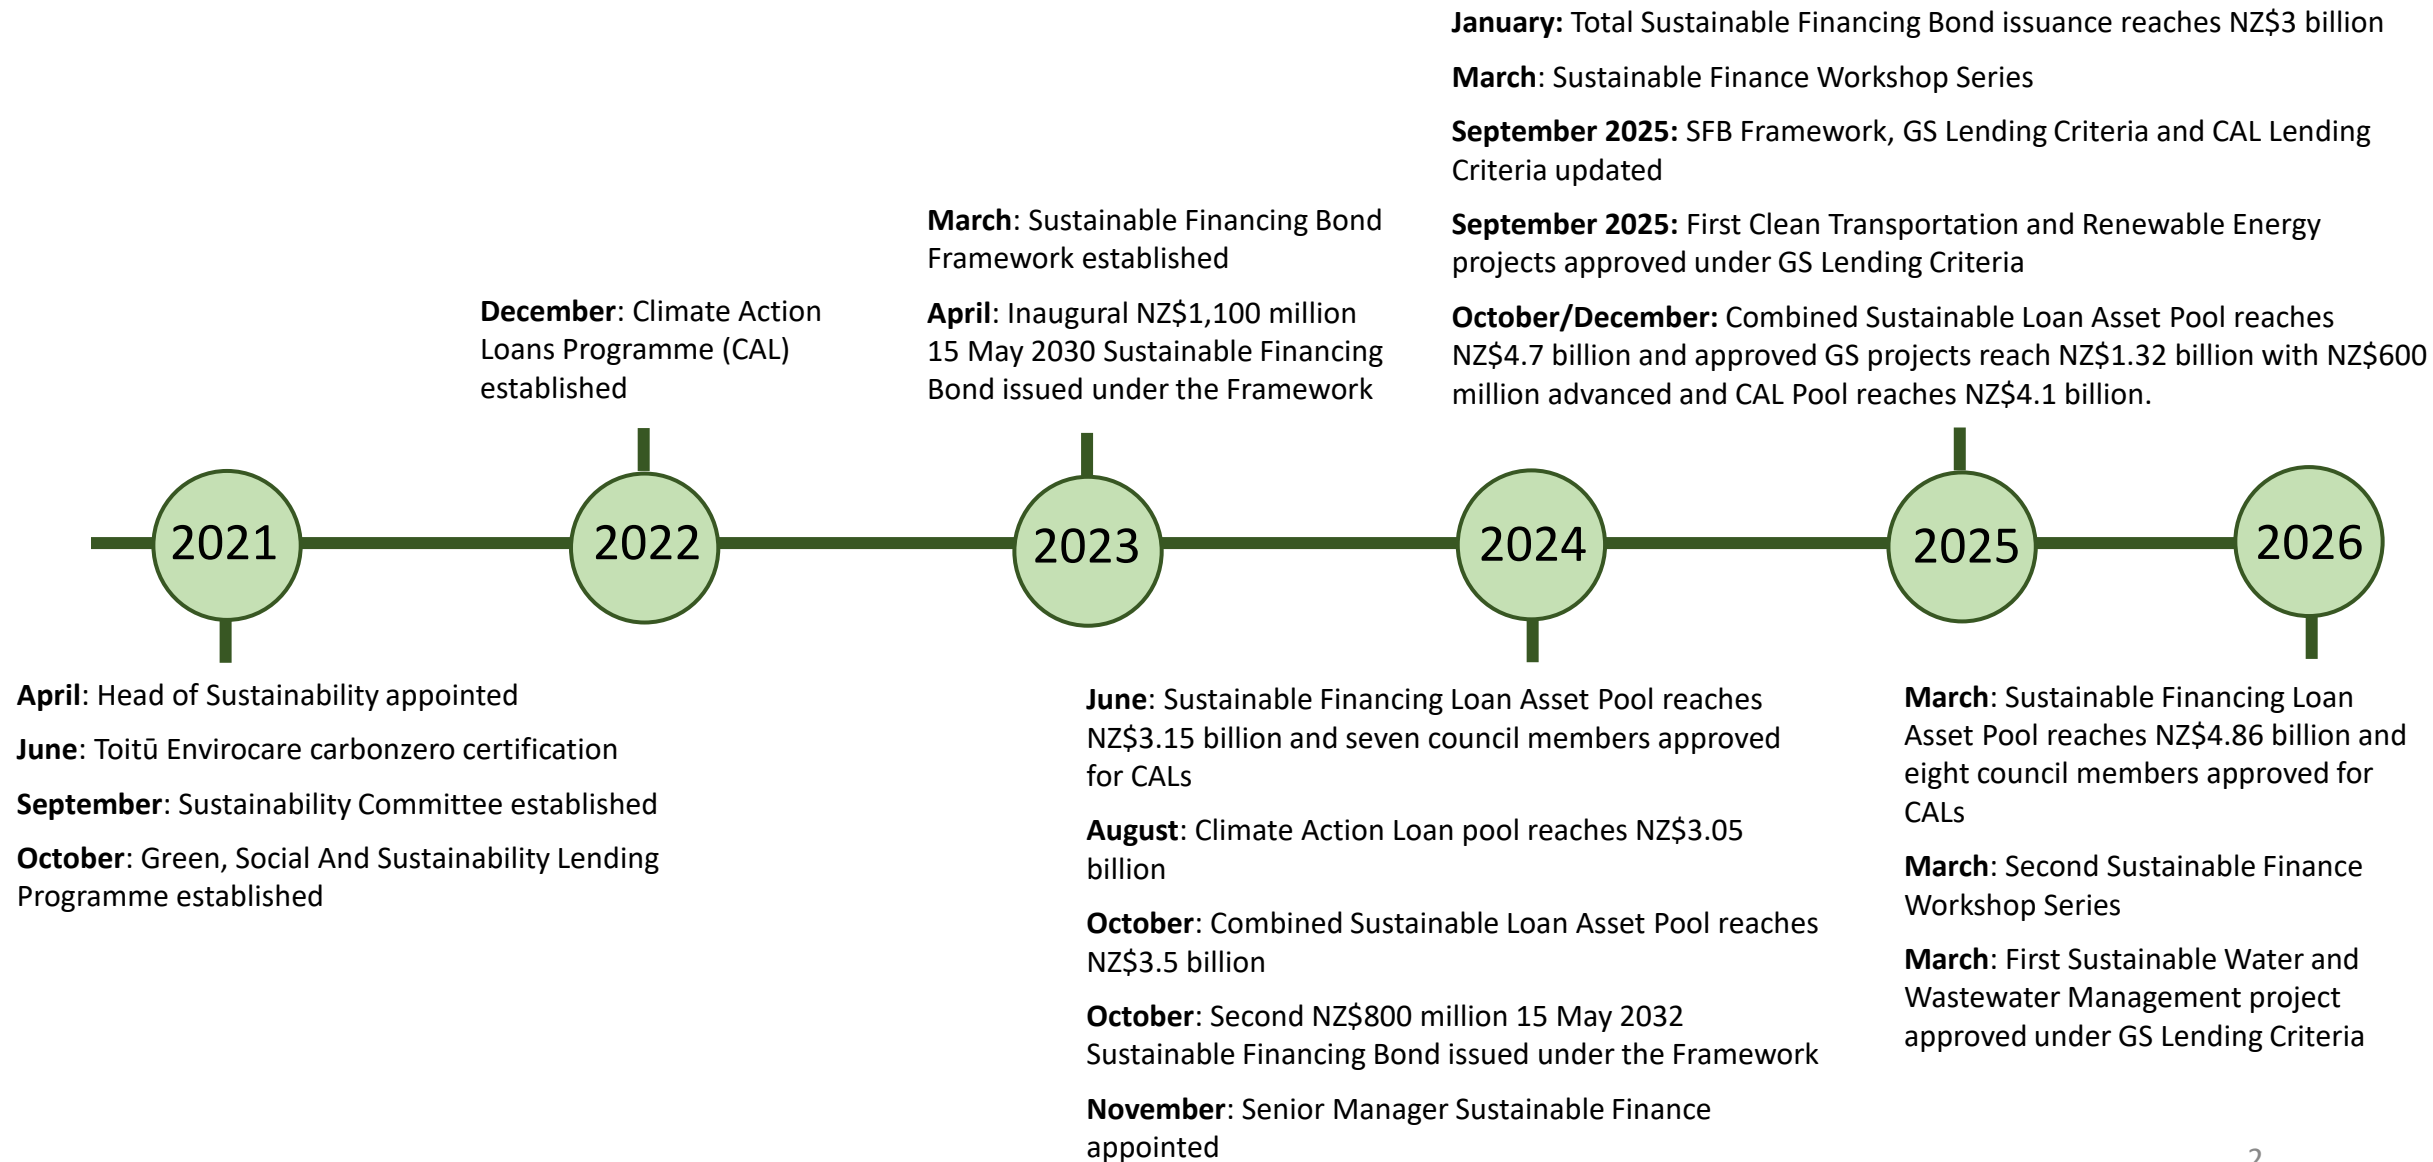 April: Head of Sustainability appointed
June: Toitū Envirocare carbonzero certification
September: Sustainability Committee established
October: Green, Social And Sustainability Lending
Programme established
2021
December: Climate Action
Loans Programme (CAL)
established
2022
March: Sustainable Financing Bond
Framework established
April: Inaugural NZ$1,100 million
15 May 2030 Sustainable Financing
Bond issued under the Framework
2023
June: Sustainable Financing Loan Asset Pool reaches
NZ$3.15 billion and seven council members approved
for CALs
August: Climate Action Loan pool reaches NZ$3.05
billion
October: Combined Sustainable Loan Asset Pool reaches
NZ$3.5 billion
October: Second NZ$800 million 15 May 2032
Sustainable Financing Bond issued under the Framework
November: Senior Manager Sustainable Finance
appointed
2024
January: Total Sustainable Financing Bond issuance reaches NZ$3 billion
March: Sustainable Finance Workshop Series
September 2025: SFB Framework, GS Lending Criteria and CAL Lending
Criteria updated
September 2025: First Clean Transportation and Renewable Energy
projects approved under GS Lending Criteria
October/December: Combined Sustainable Loan Asset Pool reaches
NZ$4.7 billion and approved GS projects reach NZ$1.32 billion with NZ$600
million advanced and CAL Pool reaches NZ$4.1 billion.
2025
March: Sustainable Financing Loan
Asset Pool reaches NZ$4.86 billion and
eight council members approved for
CALs
March: Second Sustainable Finance
Workshop Series
March: First Sustainable Water and
Wastewater Management project
approved under GS Lending Criteria
2026
2